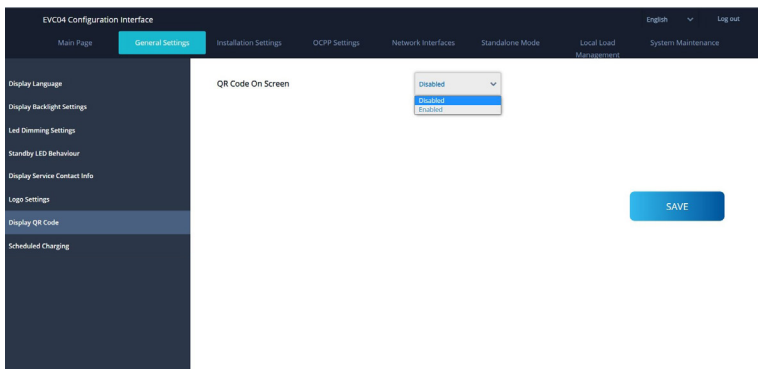 EVC04 Configuration Interface
English
Log out
Main Page
General Settings
Installation Settings
OCPP Settings
Network Interfaces
Standalone Mode
Local Load
Management
System Maintenance
Display Language
Display Backlight Settings
Led Dimming Settings
Standby LED Behaviour
Display Service Contact Info
Logo Settings
Display QR Code
Scheduled Charging
QR Code On Screen
Disabled
Disabled
Enabled
SAVE